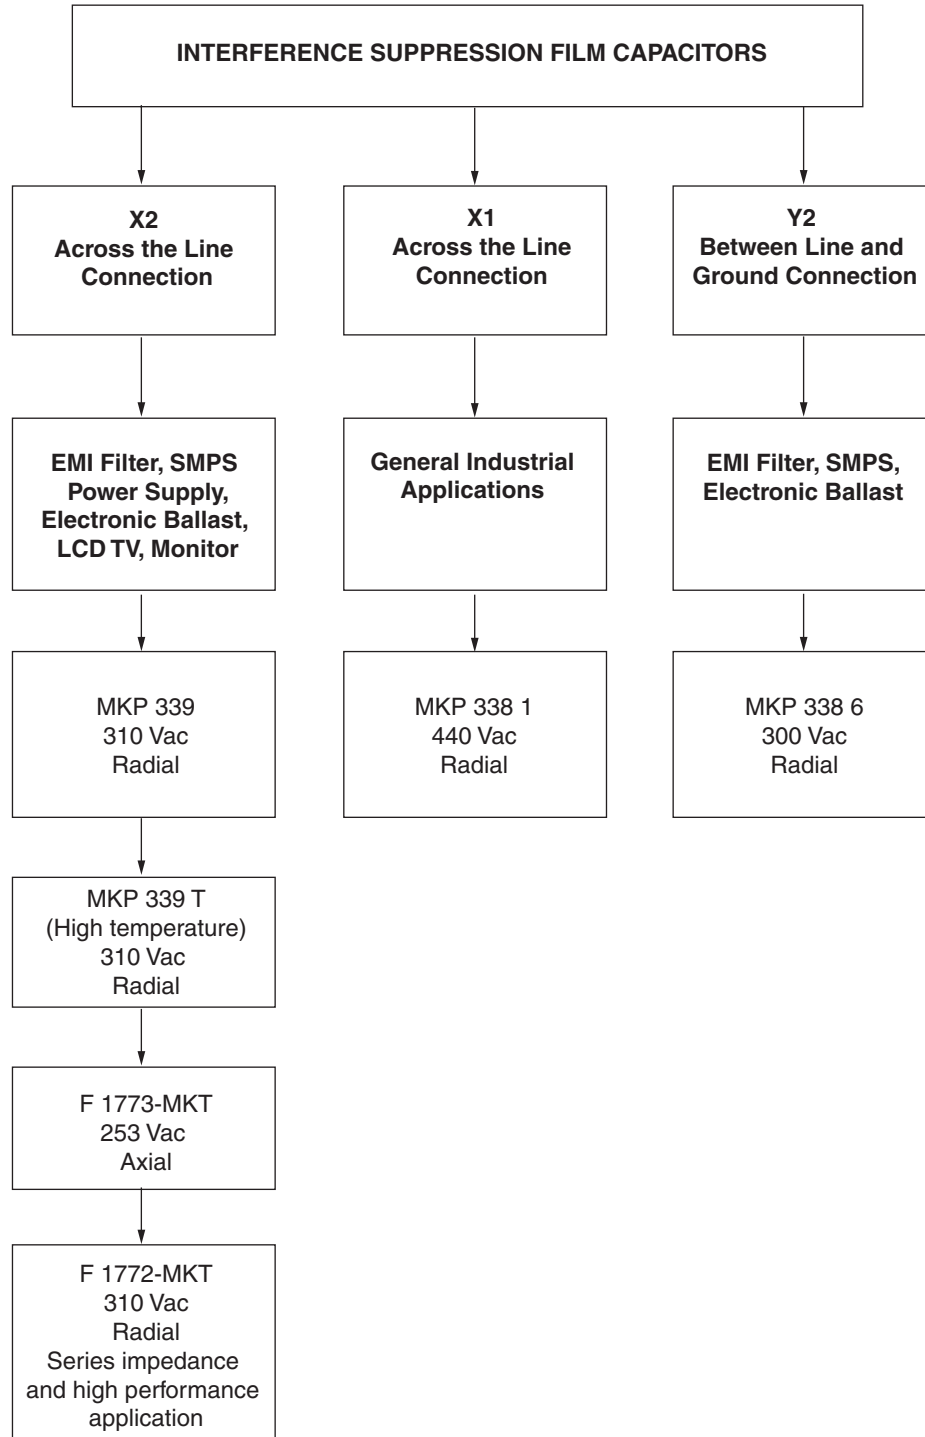 INTERFERENCE SUPPRESSION FILM CAPACITORS
X2
Across the Line
Connection
X1
Across the Line
Connection
Y2
Between Line and
Ground Connection
EMI Filter, SMPS
Power Supply,
Electronic Ballast,
LCD TV, Monitor
General Industrial
Applications
EMI Filter, SMPS,
Electronic Ballast
MKP 339
310 Vac
Radial
MKP 338 1
440 Vac
Radial
MKP 338 6
300 Vac
Radial
MKP 339 T
(High temperature)
310 Vac
Radial
F 1773-MKT
253 Vac
Axial
F 1772-MKT
310 Vac
Radial
Series impedance
and high performance
application